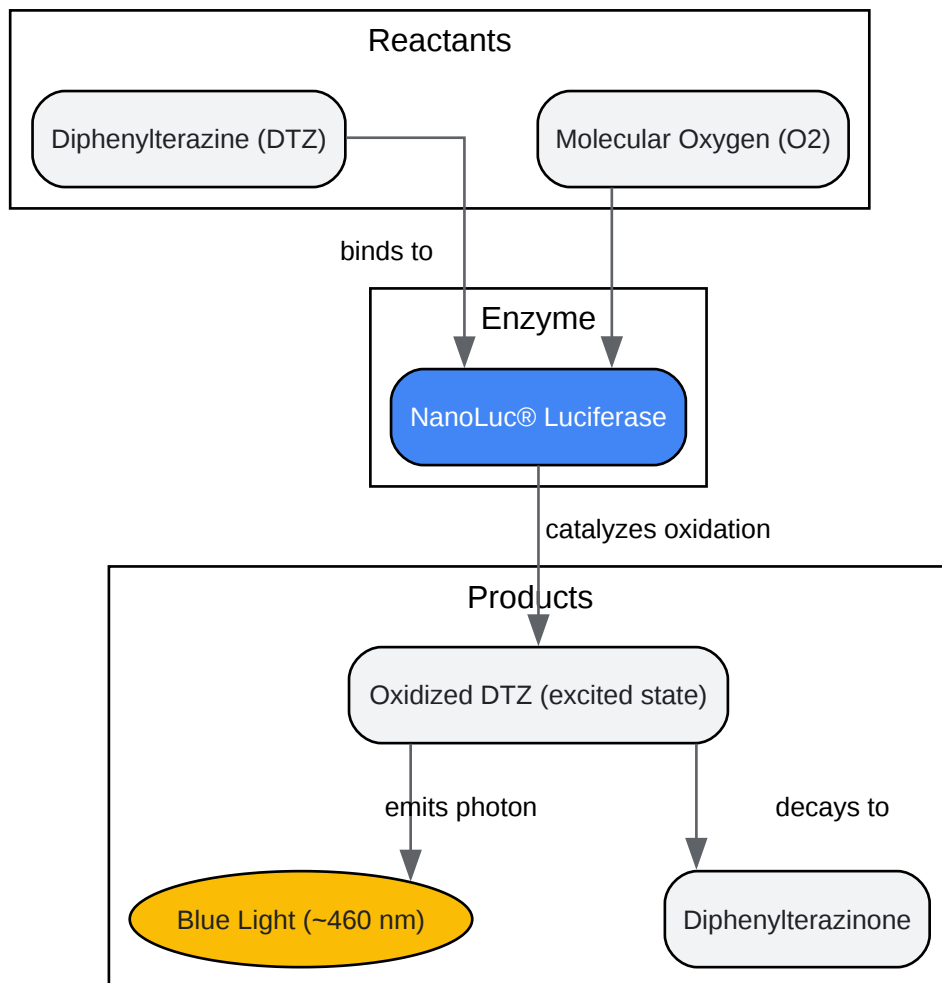 Reactants
Diphenylterazine (DTZ)
Molecular Oxygen (O2)
binds to
Enzyme
NanoLuc® Luciferase
catalyzes oxidation
Products
Oxidized DTZ (excited state)
emits photon
decays to
Blue Light (~460 nm)
Diphenylterazinone